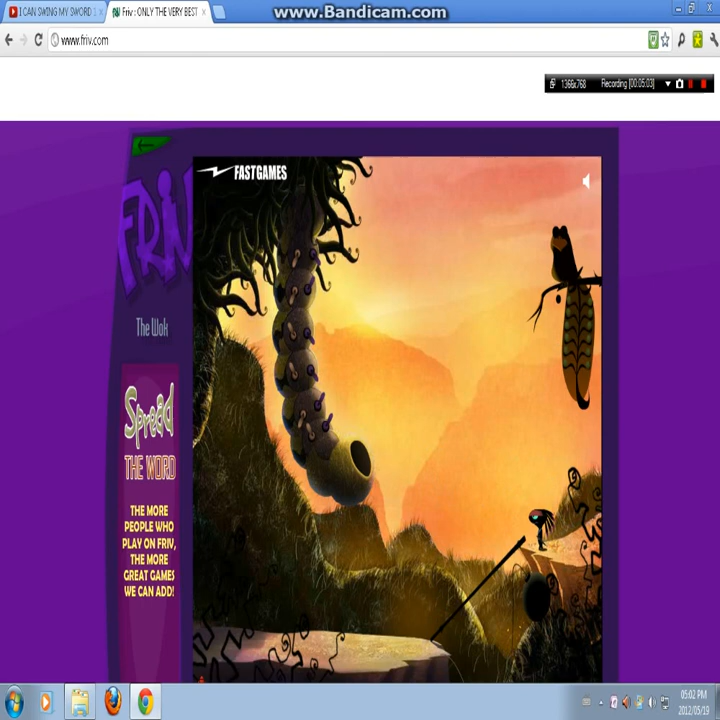 www.Bandicam.com
I CAN SWING MY SWORD
Friv : ONLY THE VERY BEST
www.friv.com
1366x768 Recording [00:05:03]
FASTGAMES
FRIV
The Wok
Spread
THE WORD
THE MORE
PEOPLE WHO
PLAY ON FRIV,
THE MORE
GREAT GAMES
WE CAN ADD!
05:02 PM
2012/05/19